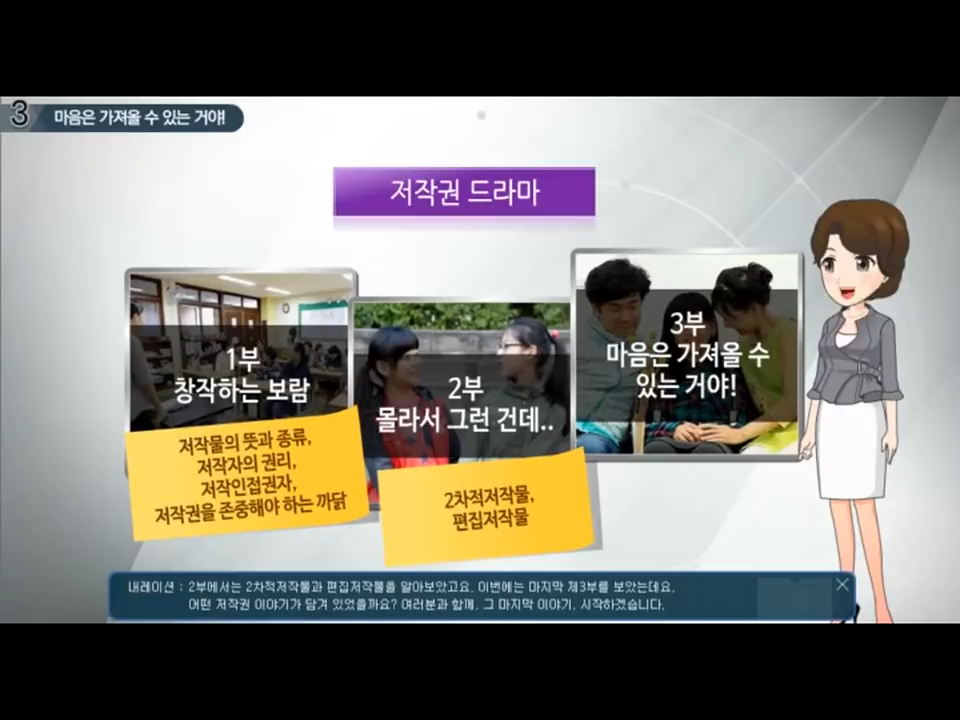 3 마음은 가져올 수 있는 거야!
저작권 드라마
1부
창작하는 보람
저작물의 뜻과 종류,
저작자의 권리,
저작인접권자,
저작권을 존중해야 하는 까닭
2부
몰라서 그런 건데..
2차적저작물,
편집저작물
3부
마음은 가져올 수
있는 거야!
내레이션 : 2부에서는 2차적저작물과 편집저작물을 알아보았고요, 이번에는 마지막 제3부를 보았는데요,
어떤 저작권 이야기가 담겨 있었을까요? 여러분과 함께, 그 마지막 이야기, 시작하겠습니다.